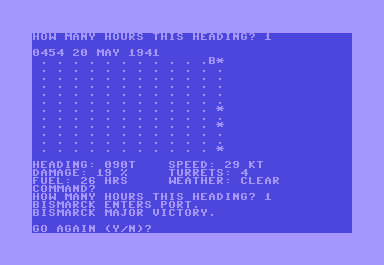 HOW MANY HOURS THIS HEADING? 1
0454 20 MAY 1941
. . . . . . . . . . .B*
. . . . . . . . . . . .
. . . . . . . . . . . .
. . . . . . . . . . . .
. . . . . . . . . . . .
. . . . . . . . . . . .
. . . . . . . . . . . *
. . . . . . . . . . . .
. . . . . . . . . . . *
. . . . . . . . . . . .
. . . . . . . . . . . .
. . . . . . . . . . . *
HEADING: 090T SPEED: 29 KT
DAMAGE: 19 % TURRETS: 4
FUEL: 26 HRS WEATHER: CLEAR
COMMAND?
HOW MANY HOURS THIS HEADING? 1
BISMARCK ENTERS PORT.
BISMARCK MAJOR VICTORY.
GO AGAIN (Y/N)?